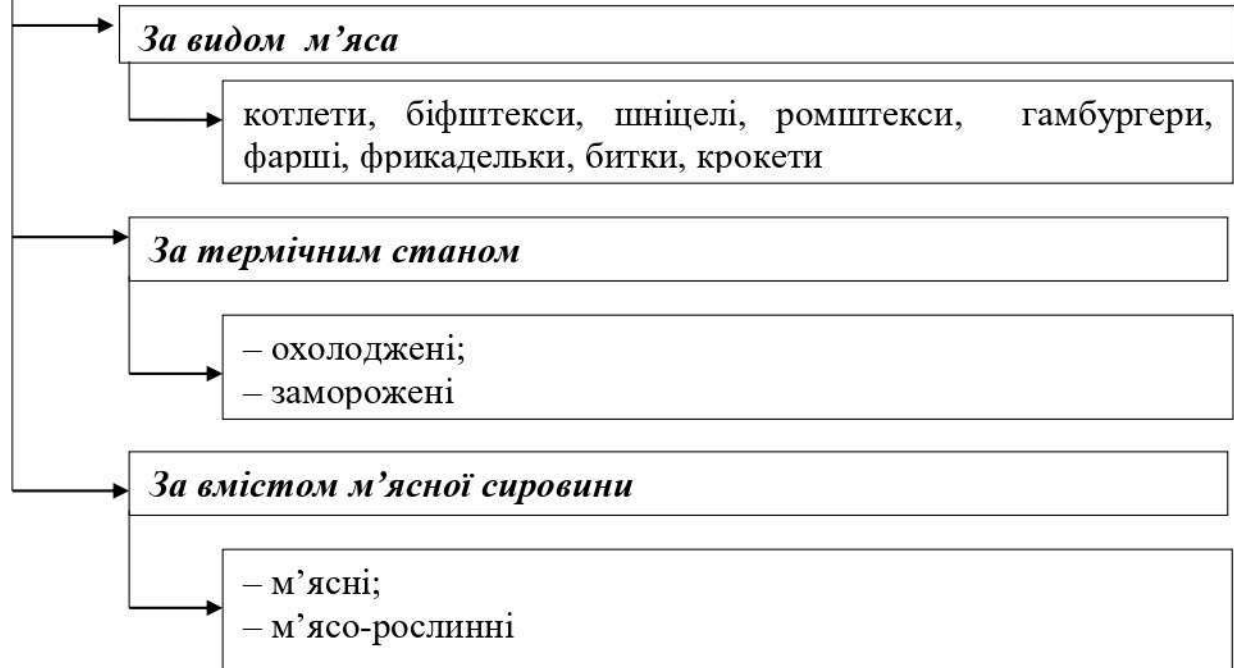 За видом м’яса
котлети, біфштекси, шніцелі, ромштекси, гамбургери,
фарші, фрикадельки, битки, крокети
За термічним станом
– охолоджені;
– заморожені
За вмістом м’ясної сировини
– м’ясні;
– м’ясо-рослинні